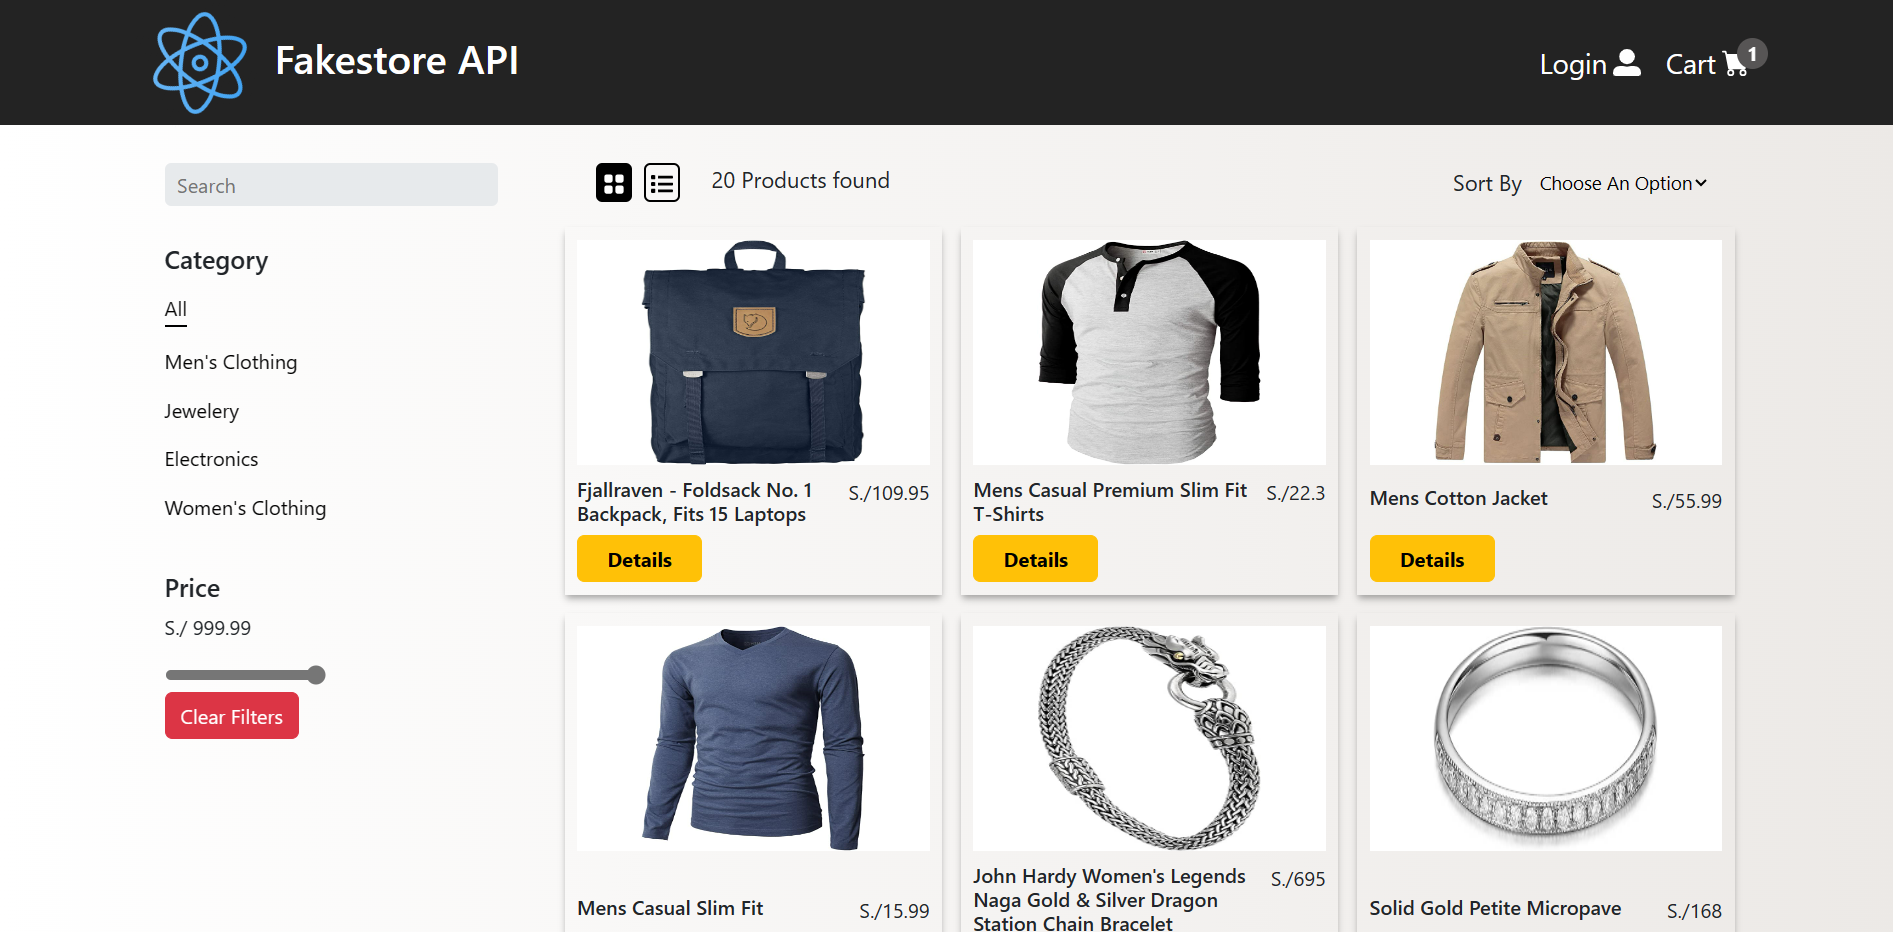 Fakestore API
Login
Cart
1
Search
20 Products found
Sort By
Choose An Option
Category
All
Men's Clothing
Jewelery
Electronics
Women's Clothing
Price
S./ 999.99
Clear Filters
Fjallraven - Foldsack No. 1
Backpack, Fits 15 Laptops
S./109.95
Details
Mens Casual Premium Slim Fit
T-Shirts
S./22.3
Details
Mens Cotton Jacket
S./55.99
Details
Mens Casual Slim Fit
S./15.99
John Hardy Women's Legends
Naga Gold & Silver Dragon
Station Chain Bracelet
S./695
Solid Gold Petite Micropave
S./168